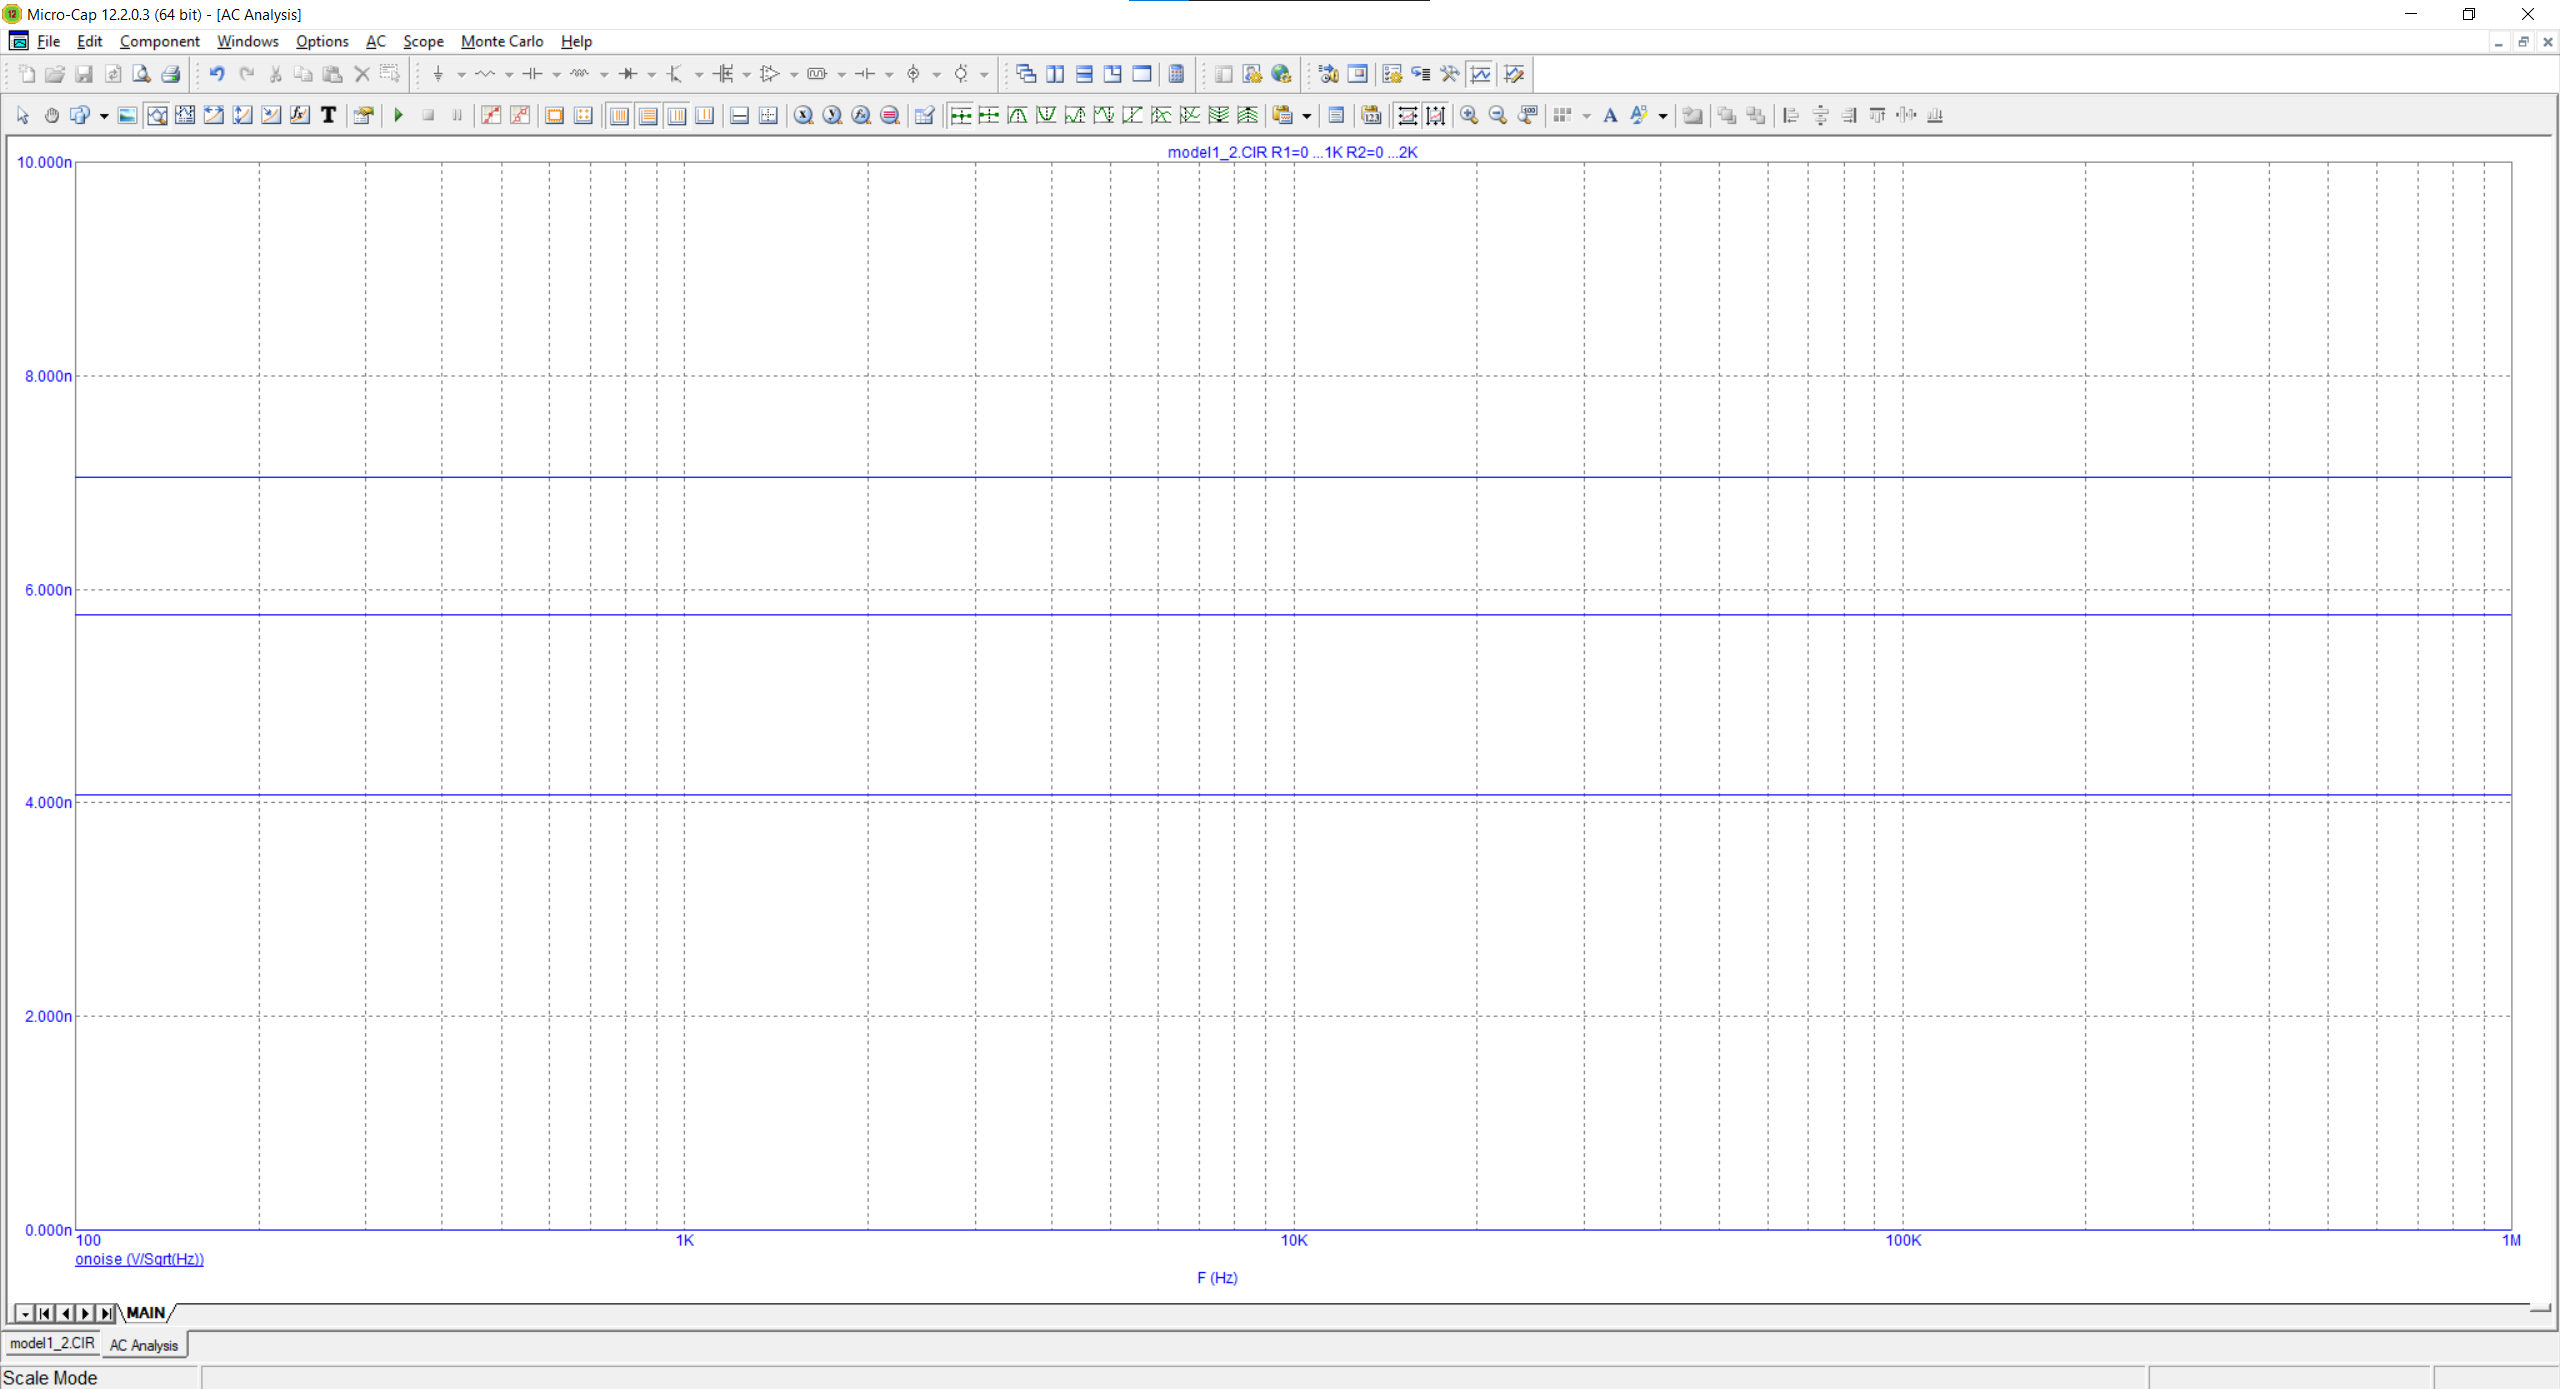 Micro-Cap 12.2.0.3 (64 bit) - [AC Analysis]
File Edit Component Windows Options AC Scope Monte Carlo Help
model1_2.CIR R1=0 ...1K R2=0 ...2K
10.000n
8.000n
6.000n
4.000n
2.000n
0.000n
100 1K 10K 100K 1M
onoise (V/Sqrt(Hz))
F (Hz)
MAIN
model1_2.CIR AC Analysis
Scale Mode